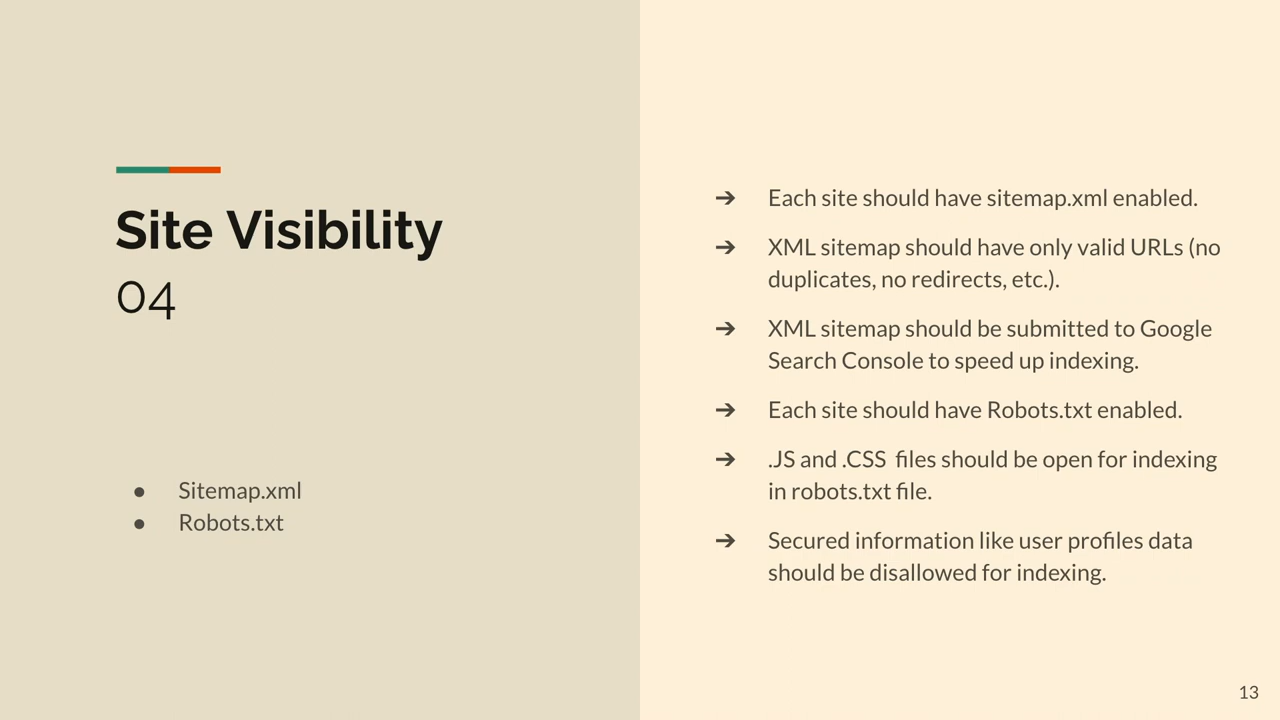 Site Visibility
04
● Sitemap.xml
● Robots.txt
➔ Each site should have sitemap.xml enabled.
➔ XML sitemap should have only valid URLs (no
duplicates, no redirects, etc.).
➔ XML sitemap should be submitted to Google
Search Console to speed up indexing.
➔ Each site should have Robots.txt enabled.
➔ .JS and .CSS  files should be open for indexing
in robots.txt file.
➔ Secured information like user profiles data
should be disallowed for indexing.
13